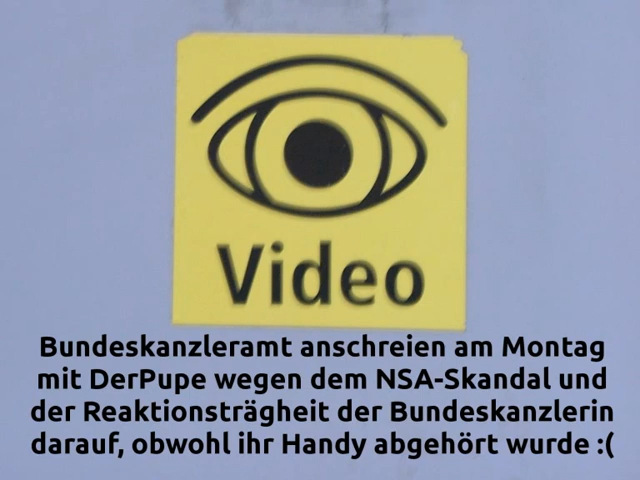 Video
Bundeskanzleramt anschreien am Montag
mit DerPupe wegen dem NSA-Skandal und
der Reaktionsträgheit der Bundeskanzlerin
darauf, obwohl ihr Handy abgehört wurde :(